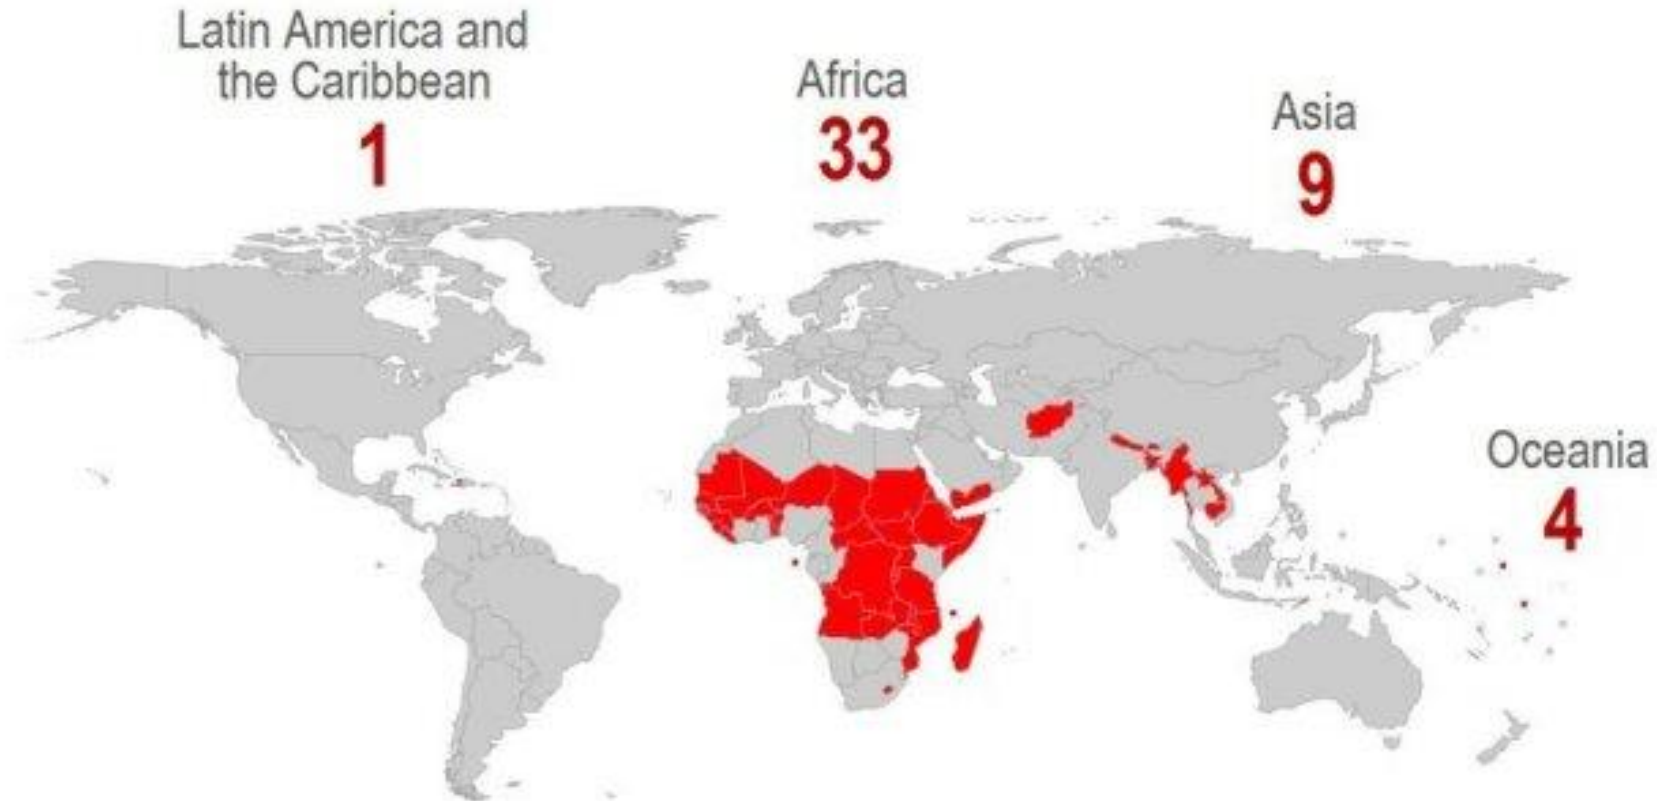 Latin America and
the Caribbean
1
Africa
33
Asia
9
Oceania
4